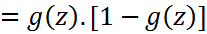 = g(z).[1 − g(z)]